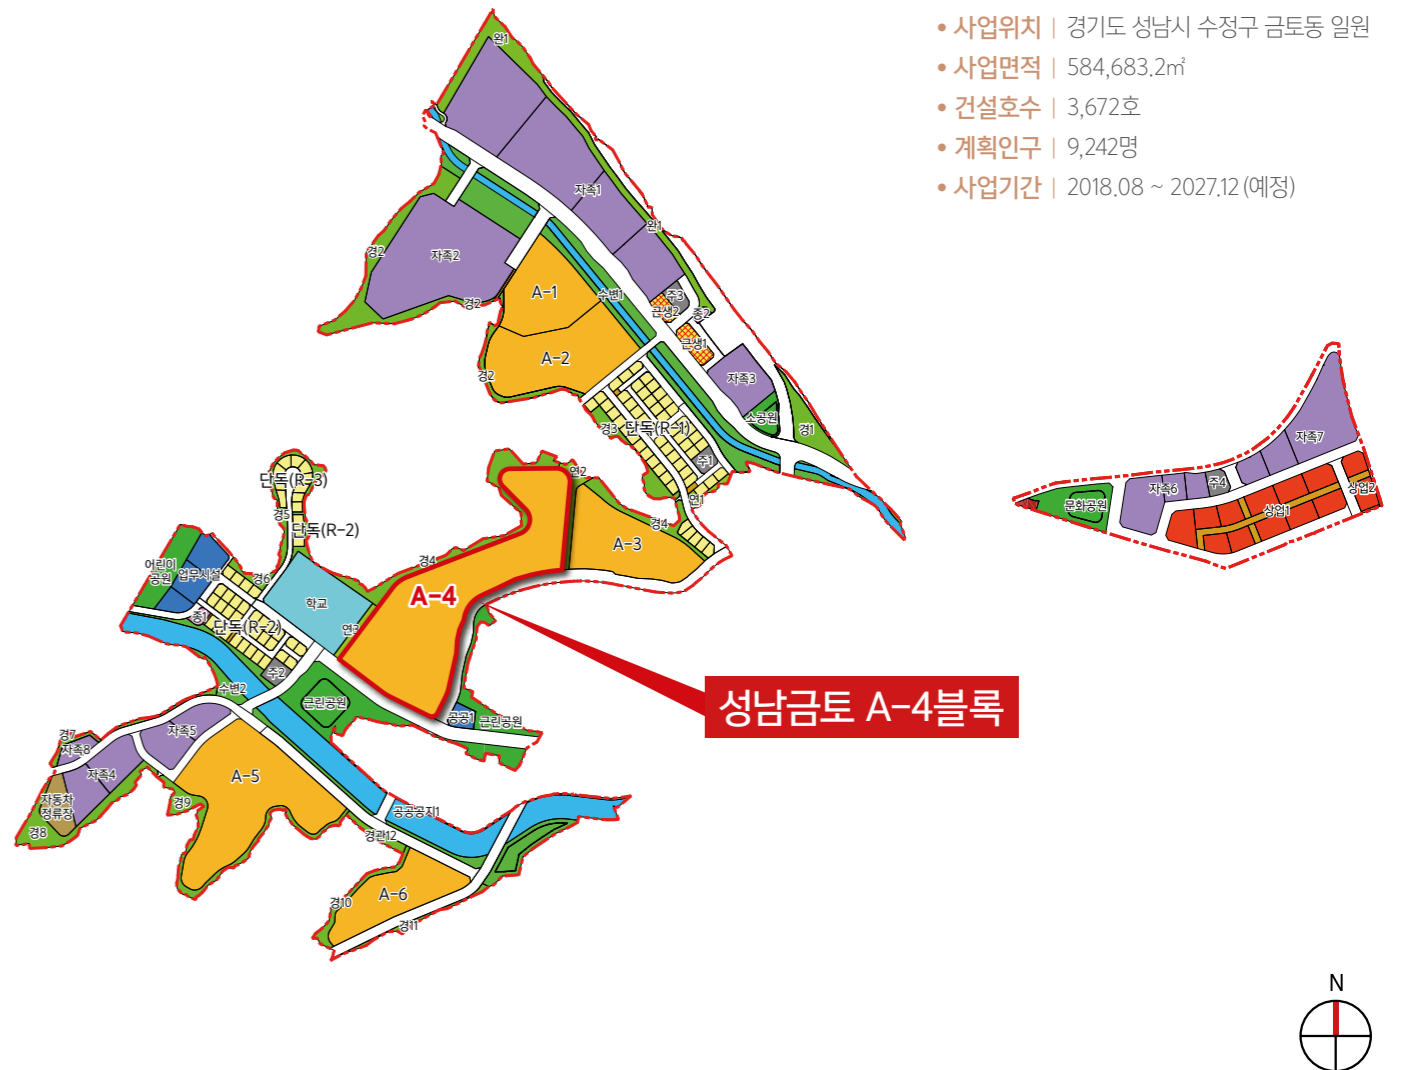 • 사업위치 | 경기도 성남시 수정구 금토동 일원
• 사업면적 | 584,683.2㎡
• 건설호수 | 3,672호
• 계획인구 | 9,242명
• 사업기간 | 2018.08 ~ 2027.12 (예정)
완1
자족1
완1
경2
자족2
경2
A-1
수변1
주3
근생2
종2
근생1
A-2
경2
자족3
소공원
경1
경3
단독(R-1)
주1
연2
연1
단독(R-3)
경5
단독(R-2)
경4
A-3
경4
A-4
어린이
공원
업무시설
경6
학교
종1
단독(R-2)
연3
주2
수변2
근린공원
공공1
근린공원
성남금토 A-4블록
경7
자족8
자족5
자족4
자동차
정류장
경8
경9
A-5
공공공지1
경관12
경10
A-6
경11
자족7
자족6
주4
상업2
상업1
문화공원
N